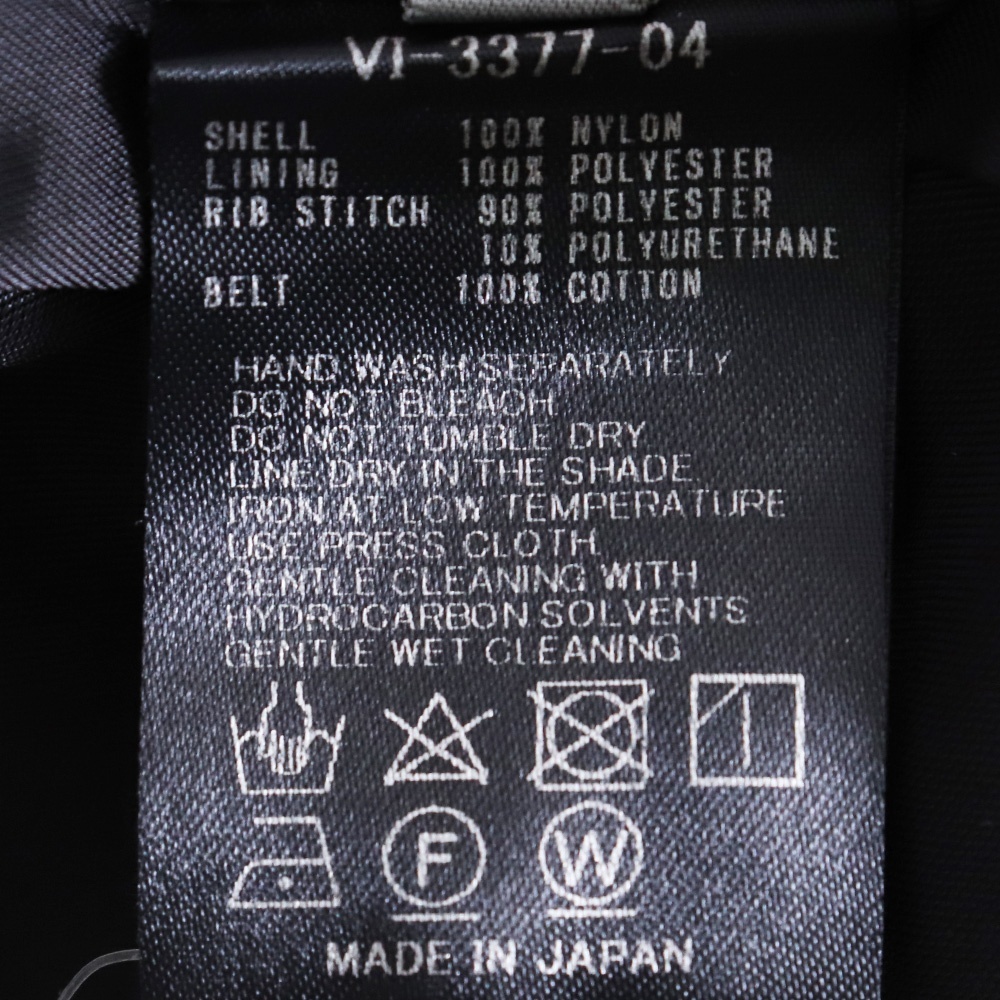 VI-3377-04
SHELL 100% NYLON
LINING 100% POLYESTER
RIB STITCH 90% POLYESTER
10% POLYURETHANE
BELT 100% COTTON
HAND WASH SEPARATELY
DO NOT BLEACH
DO NOT TUMBLE DRY
LINE DRY IN THE SHADE
IRON AT LOW TEMPERATURE
USE PRESS CLOTH
GENTLE CLEANING WITH
HYDROCARBON SOLVENTS
GENTLE WET CLEANING
F W
MADE IN JAPAN